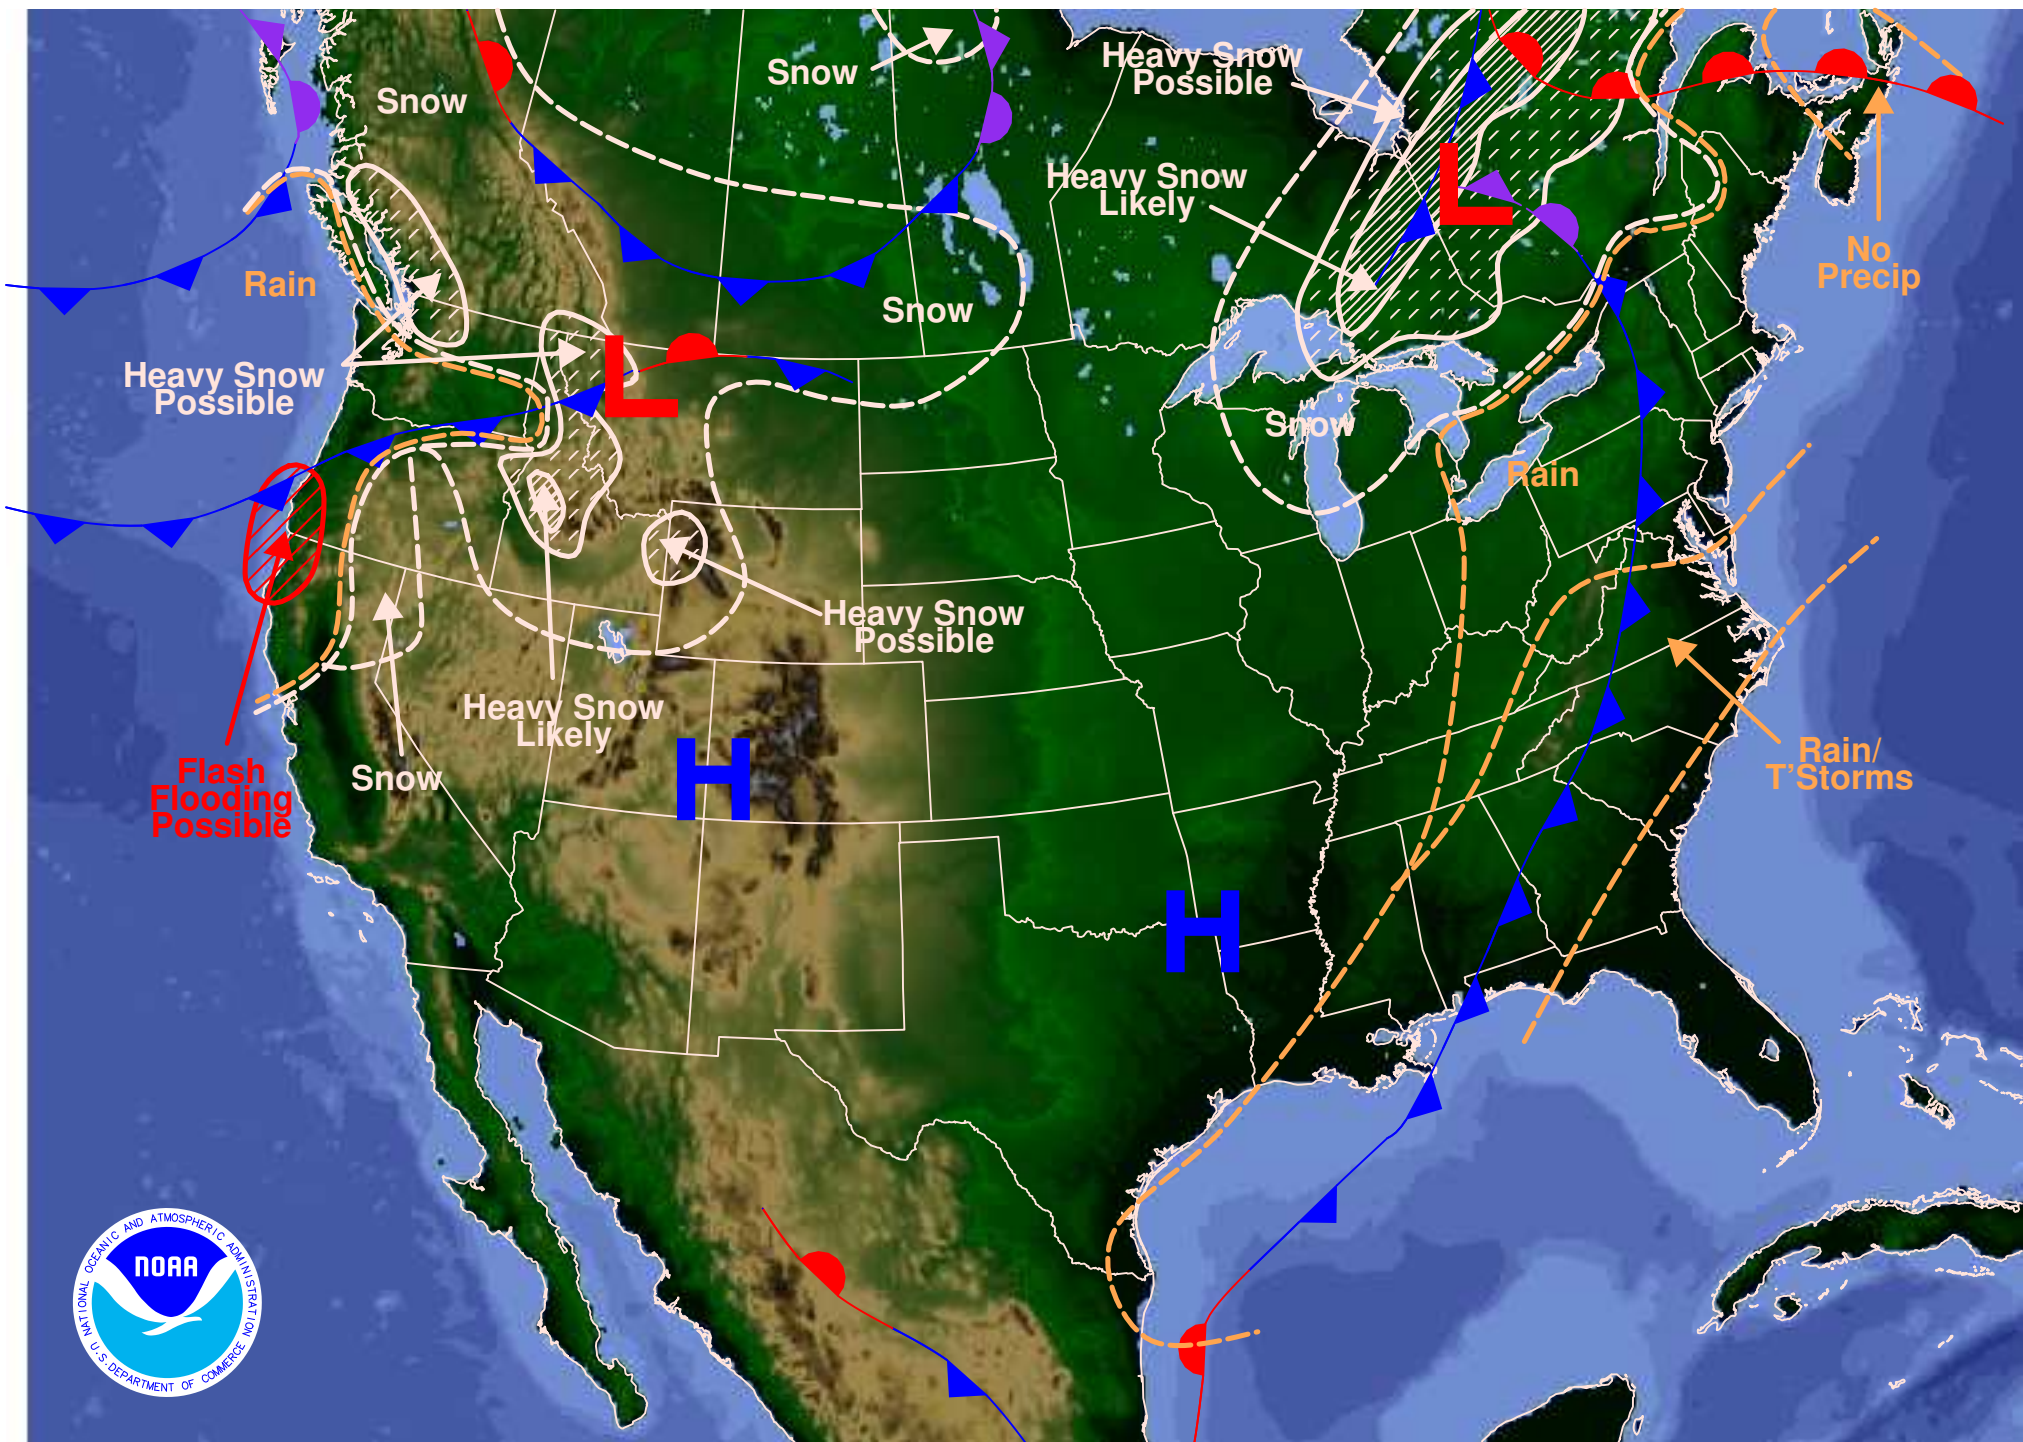 Heavy Snow
Possible
Snow
Snow
Heavy Snow
Likely
No
Precip
Rain
Snow
L
L
Heavy Snow
Possible
Snow
Rain
Heavy Snow
Possible
Heavy Snow
Likely
Snow
Flash
Flooding
Possible
H
Rain/
T'Storms
H
NATIONAL OCEANIC AND ATMOSPHERIC ADMINISTRATION
NOAA
U.S. DEPARTMENT OF COMMERCE